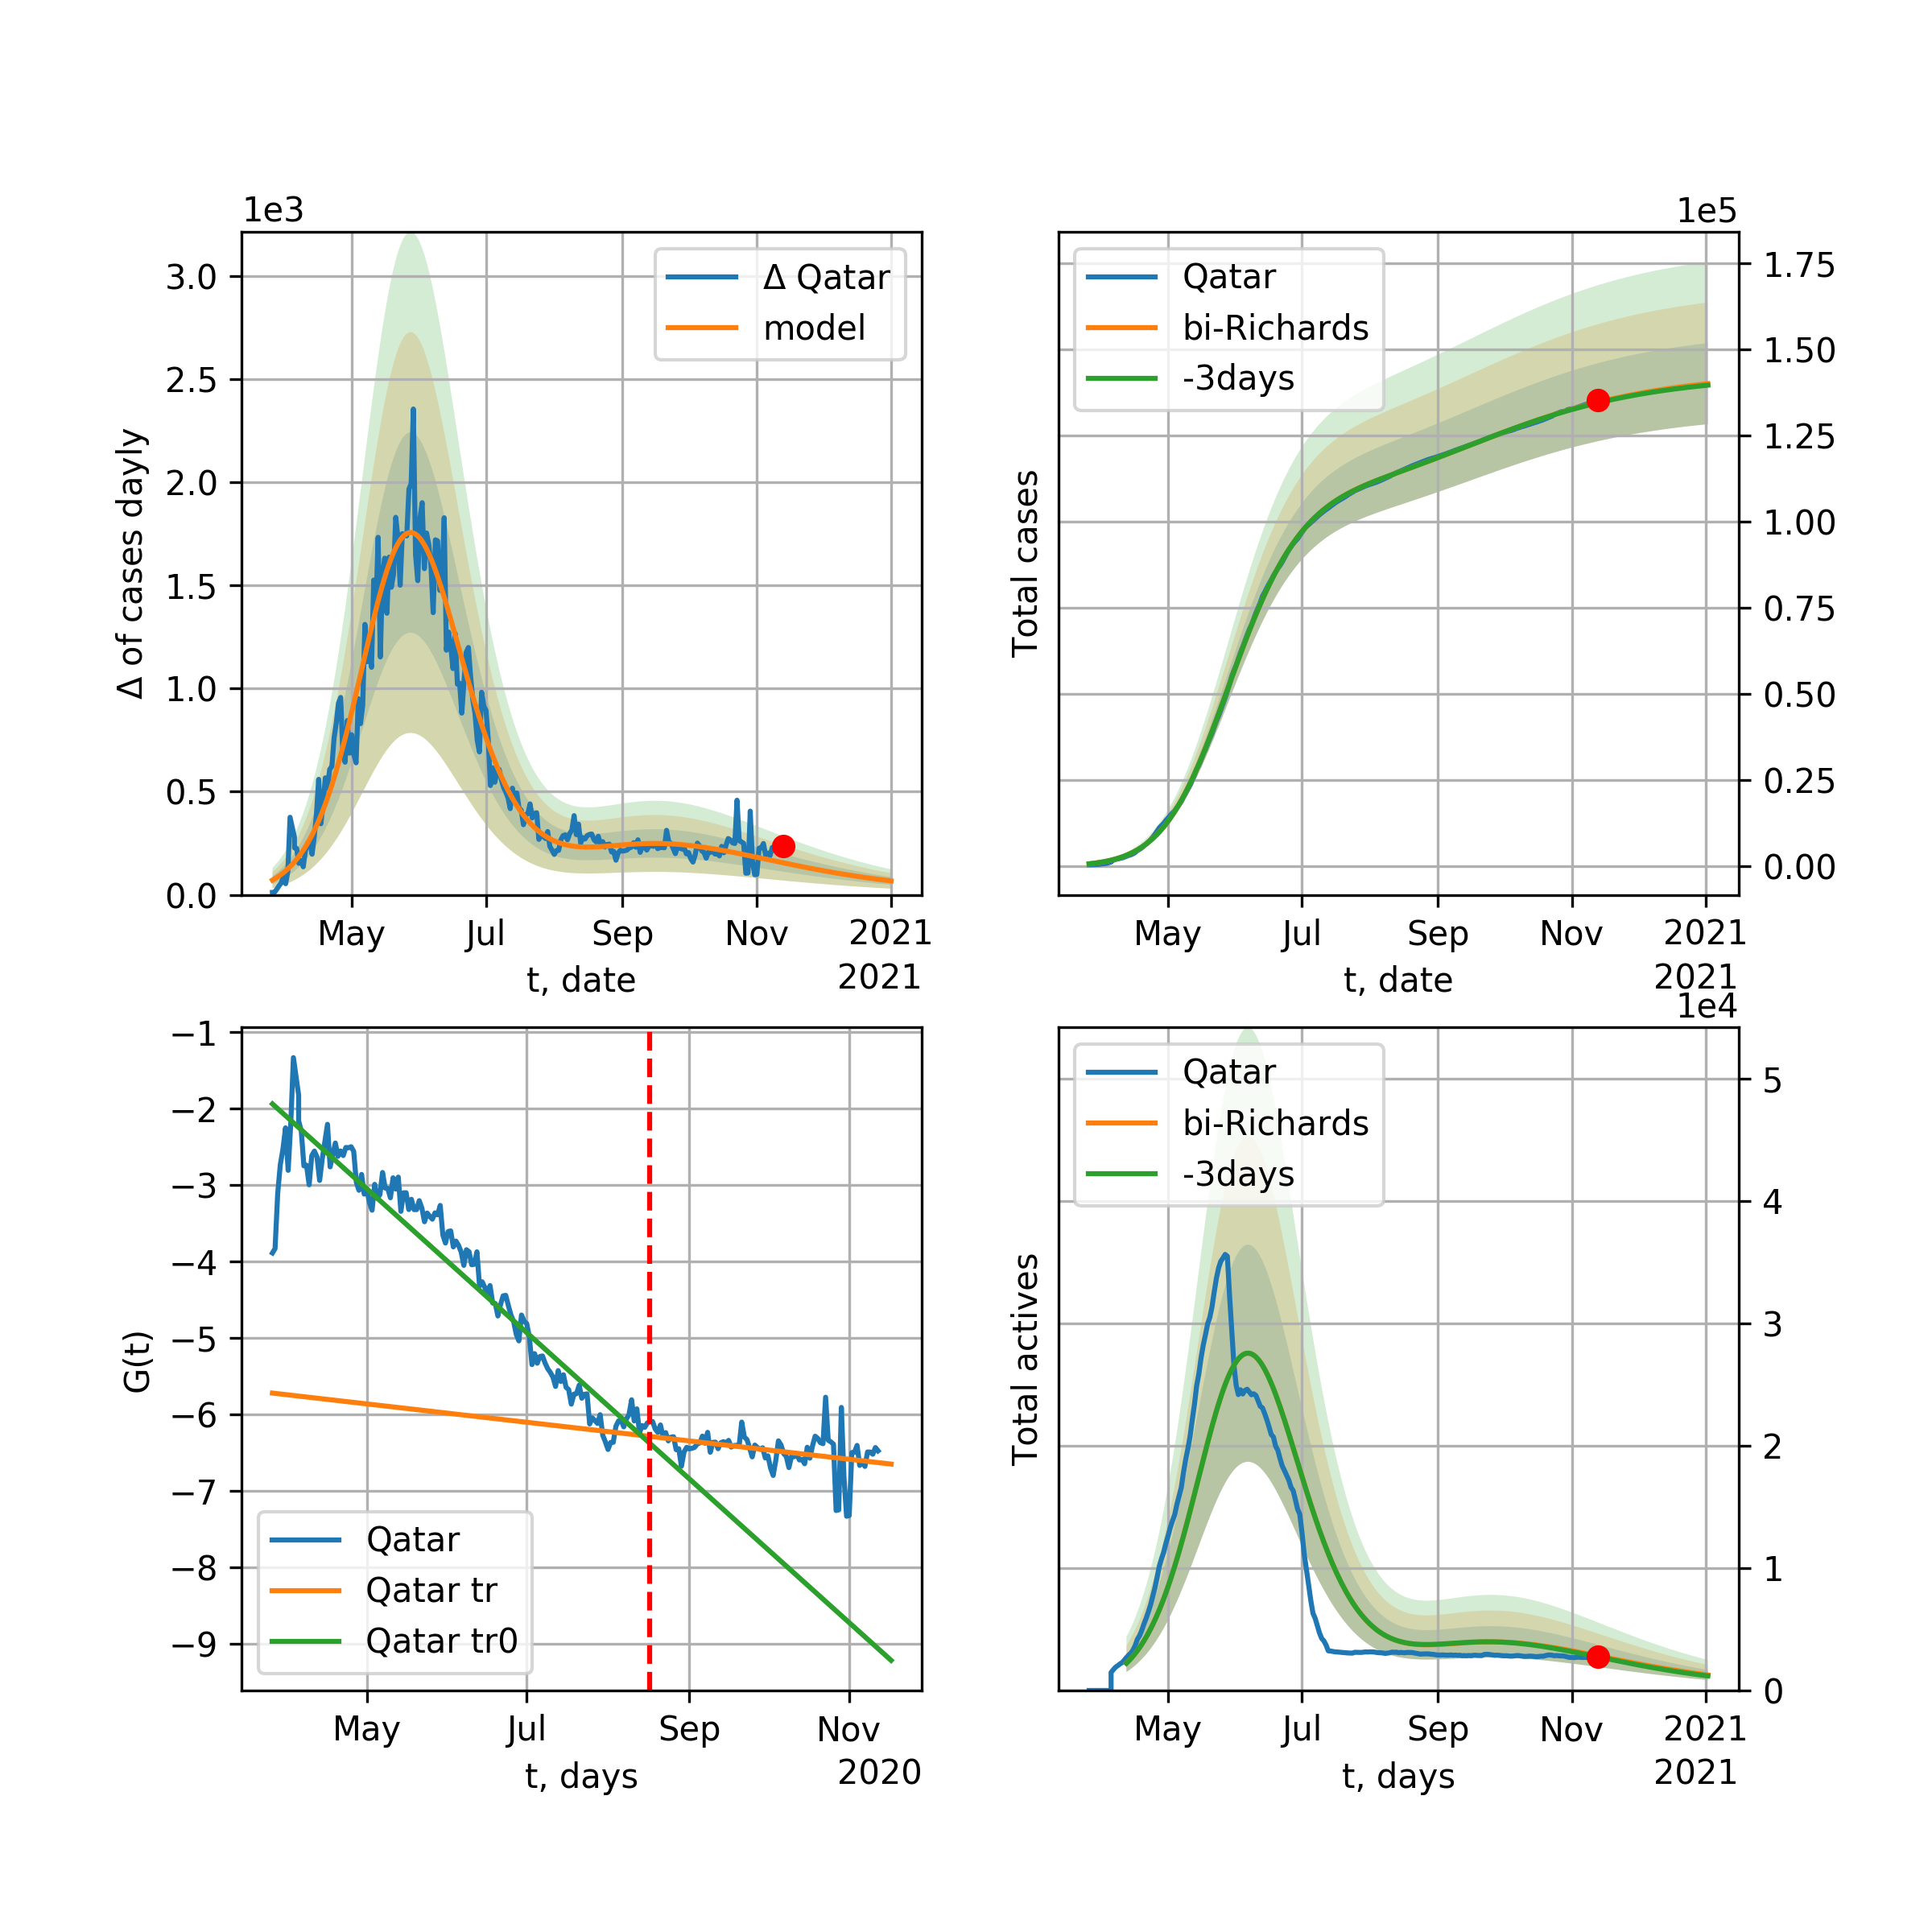 1e3
3.0
2.5
2.0
1.5
1.0
0.5
0.0
Δ of cases dayly
Δ Qatar
model
May Jul Sep Nov 2021
t, date
2021
1e5
1.75
1.50
1.25
1.00
0.75
0.50
0.25
0.00
Total cases
Qatar
bi-Richards
-3days
May Jul Sep Nov 2021
t, date
2021
−1
−2
−3
−4
−5
−6
−7
−8
−9
G(t)
Qatar
Qatar tr
Qatar tr0
May Jul Sep Nov
t, days
2020
1e4
5
4
3
2
1
0
Total actives
Qatar
bi-Richards
-3days
May Jul Sep Nov 2021
t, days
2021